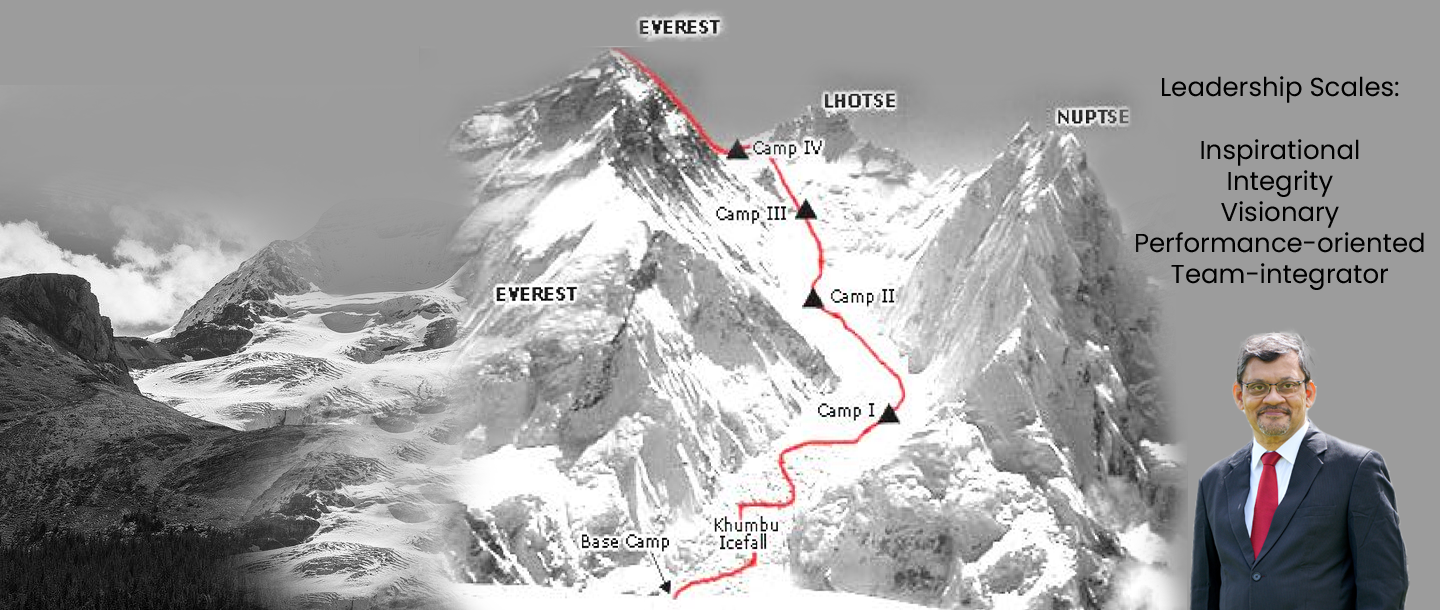 EVEREST
LHOTSE
NUPTSE
Camp IV
Camp III
EVEREST
Camp II
Camp I
Khumbu
Icefall
Base Camp
Leadership Scales:
Inspirational
Integrity
Visionary
Performance-oriented
Team-integrator